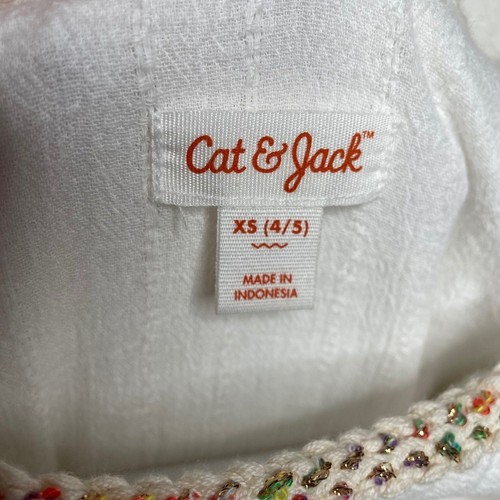 Cat & Jack™
XS (4/5)
MADE IN
INDONESIA